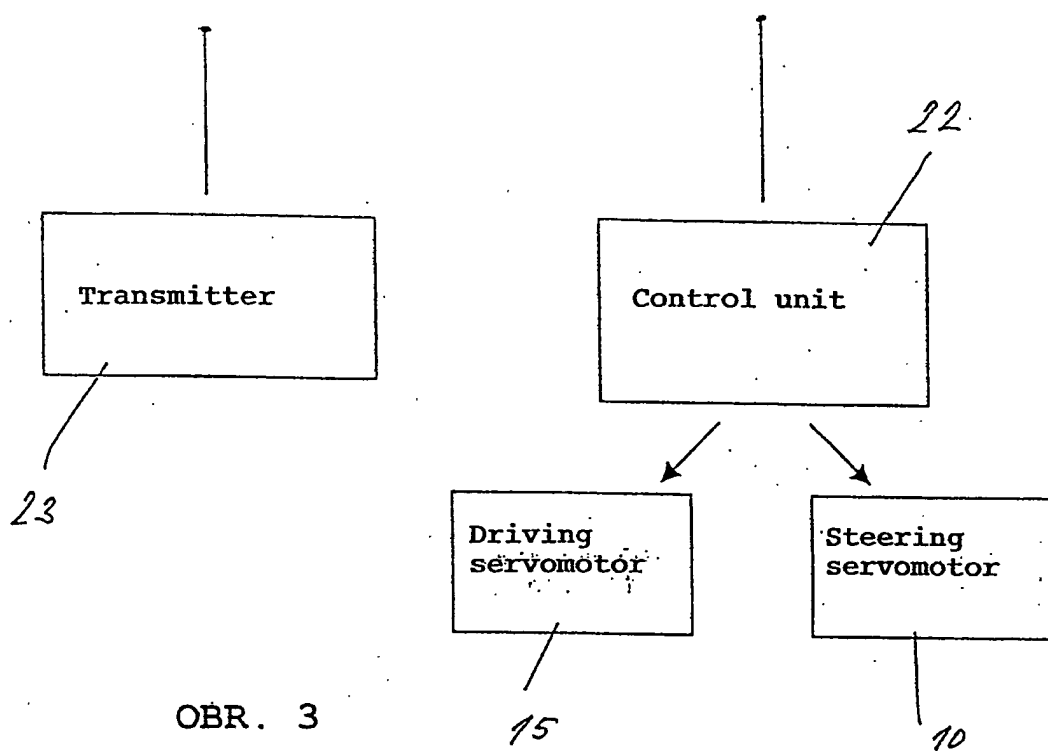 22
Transmitter
Control unit
23
Driving
servomotor
Steering
servomotor
OBR. 3
15
10